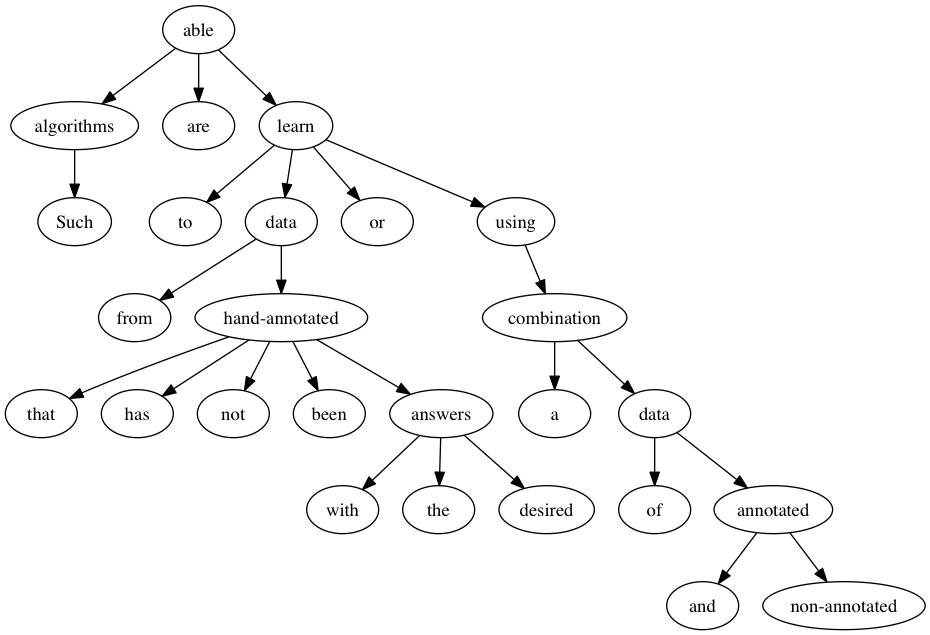 able
algorithms are learn
Such to data or using
from hand-annotated combination
that has not been answers a data
with the desired of annotated
and non-annotated